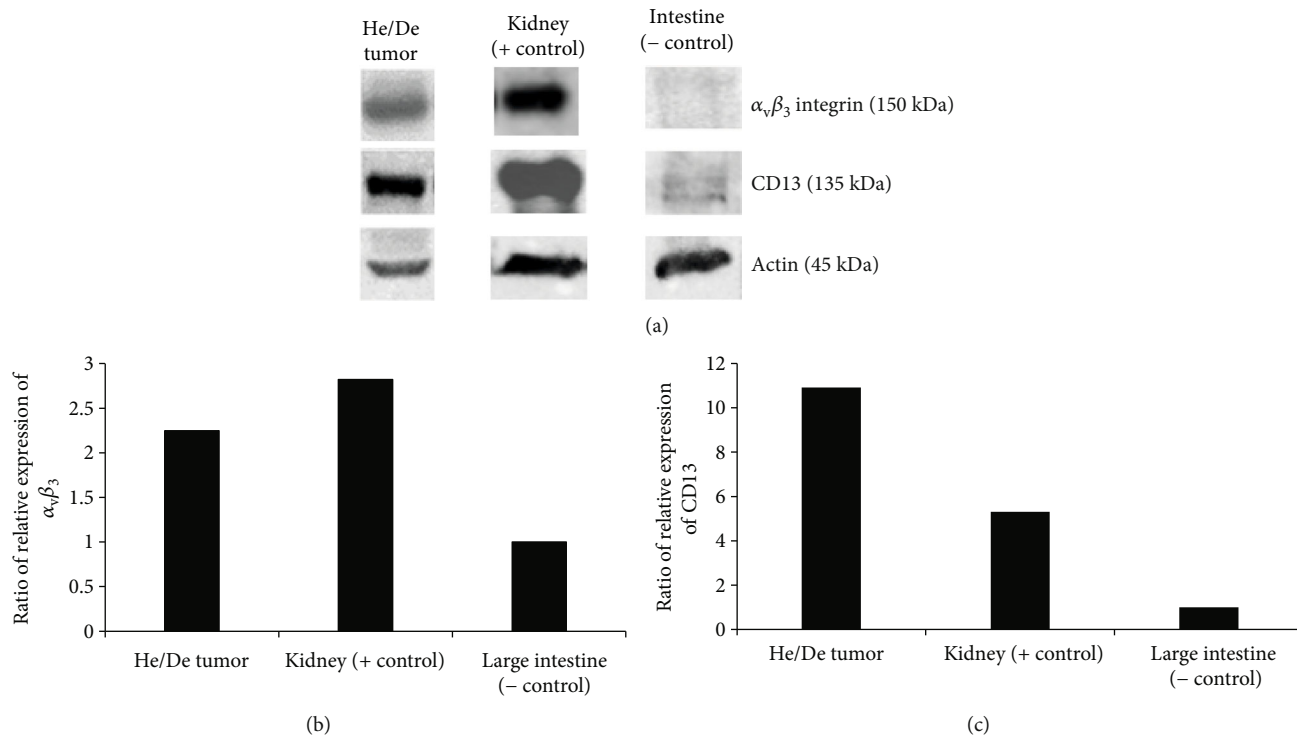 He/De
tumor
Kidney
(+ control)
Intestine
(− control)
αvβ3 integrin (150 kDa)
CD13 (135 kDa)
Actin (45 kDa)
(a)
Ratio of relative expression of
αvβ3
3
2.5
2
1.5
1
0.5
0
He/De tumor
Kidney (+ control)
Large intestine
(− control)
(b)
Ratio of relative expression
of CD13
12
10
8
6
4
2
0
He/De tumor
Kidney (+ control)
Large intestine
(− control)
(c)